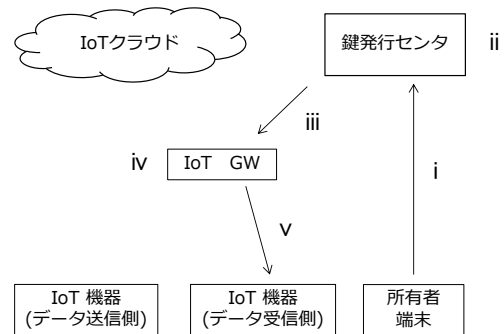 IoTクラウド
鍵発行センタ
ii
iii
iv
IoT　GW
i
v
IoT 機器
(データ送信側)
IoT 機器
(データ受信側)
所有者
端末